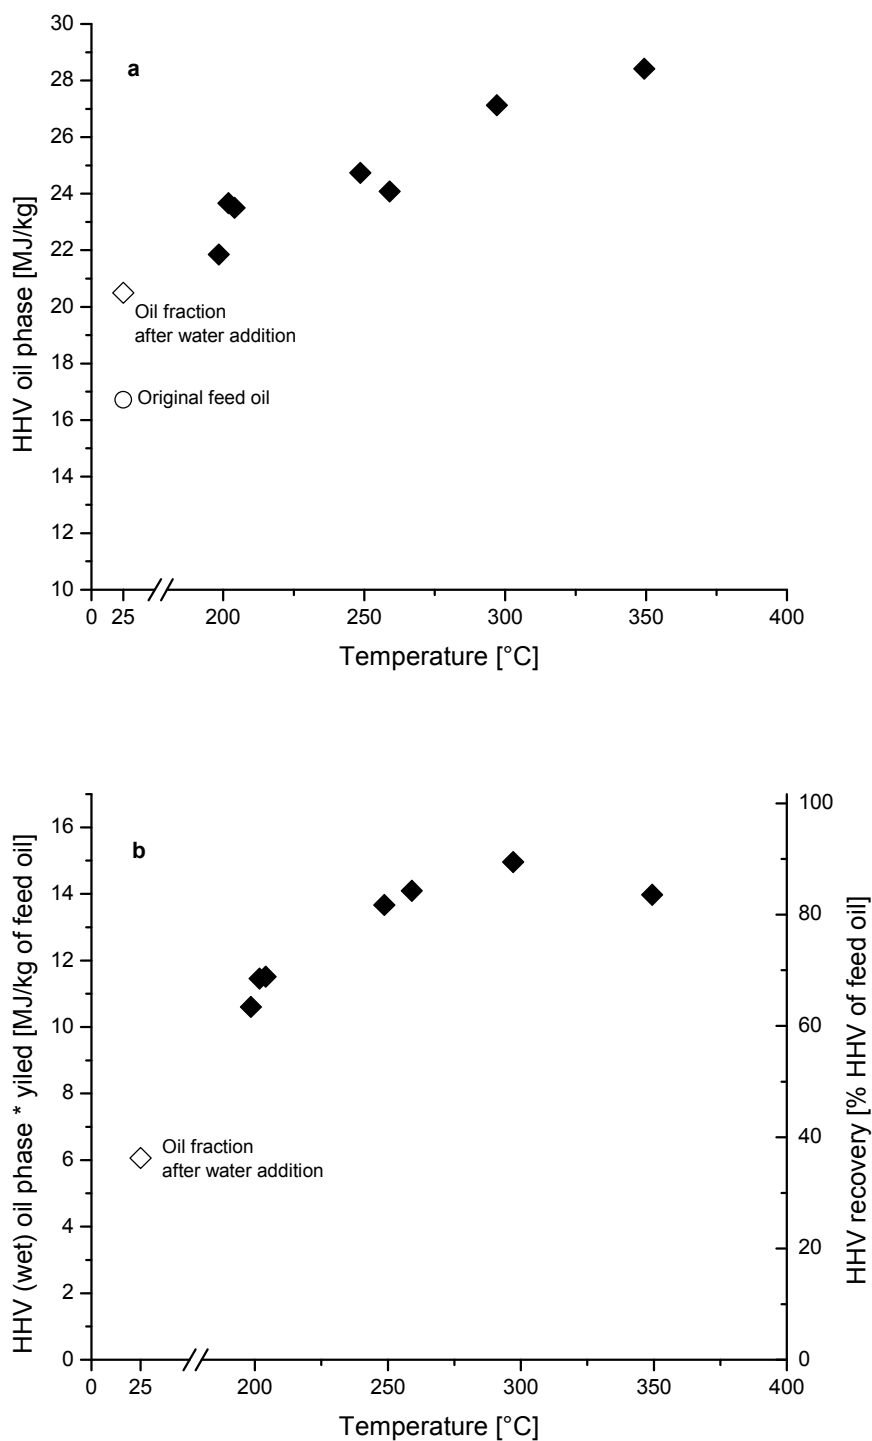 30
28
26
24
22
20
18
16
14
12
10
HHV oil phase [MJ/kg]
a
Oil fraction
after water addition
Original feed oil
0 25 200 250 300 350 400
Temperature [°C]
16
14
12
10
8
6
4
2
0
HHV (wet) oil phase * yiled [MJ/kg of feed oil]
b
Oil fraction
after water addition
100
80
60
40
20
0
HHV recovery [% HHV of feed oil]
0 25 200 250 300 350 400
Temperature [°C]